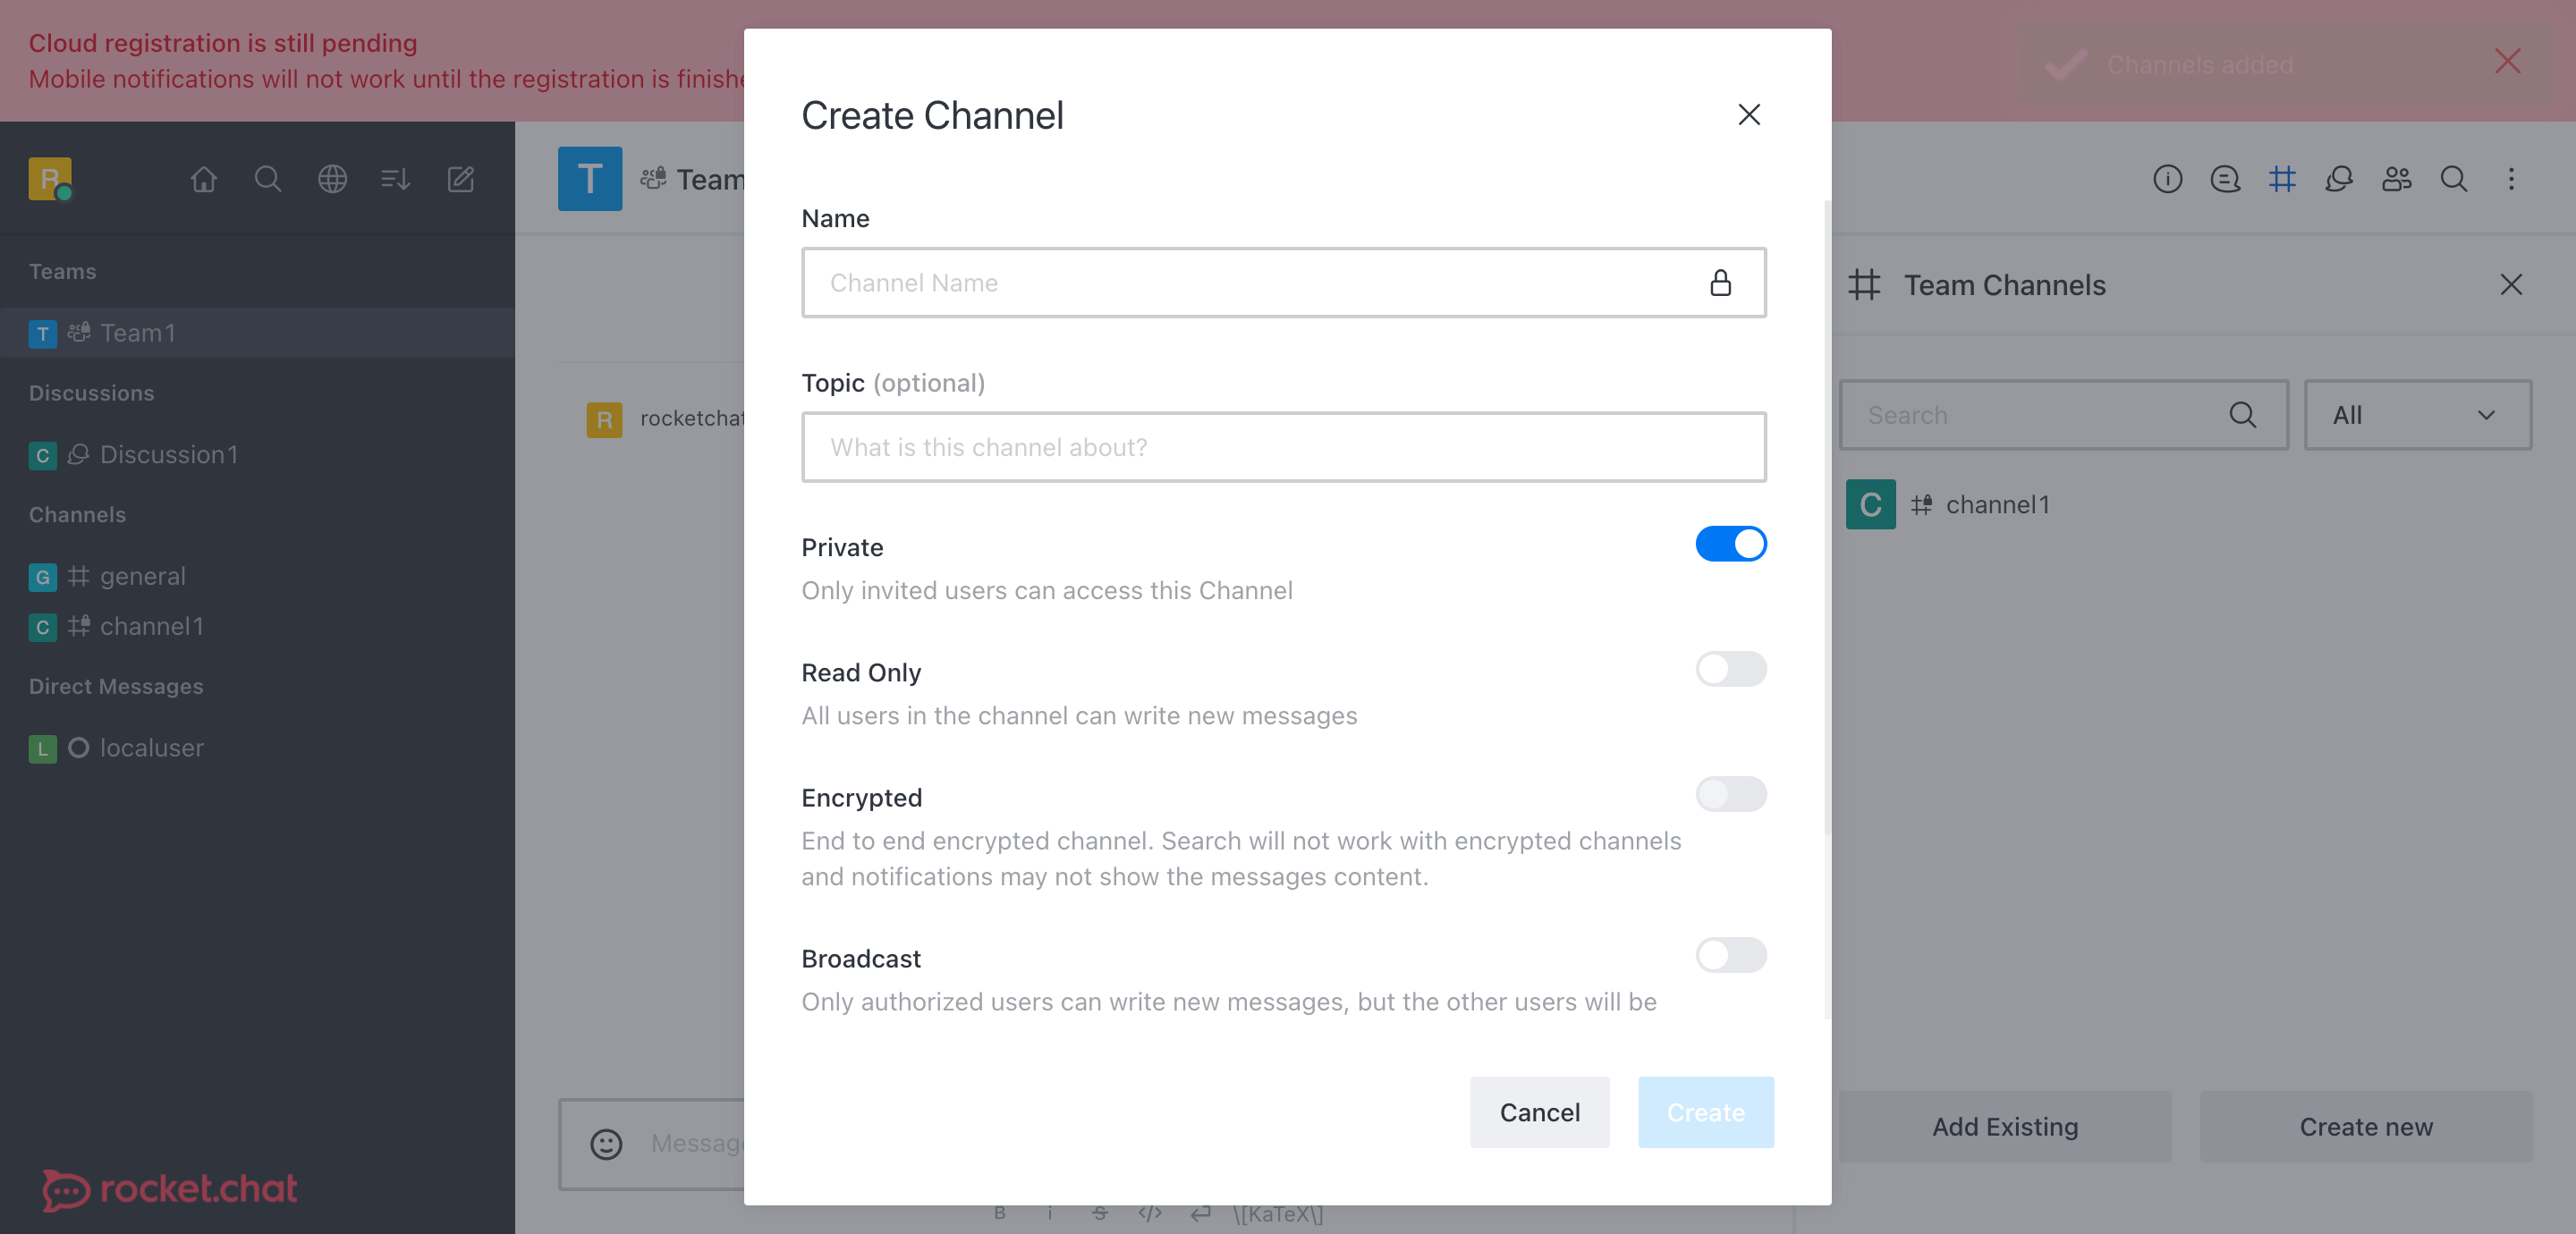 Cloud registration is still pending
Mobile notifications will not work until the registration is finishe
Channels added
R
Teams
T Team1
Discussions
C Discussion1
Channels
G general
C channel1
Direct Messages
L localuser
rocket.chat
T Team
R rocketchat
Message
B i S </> \[KaTeX\]
Create Channel
Name
Channel Name
Topic (optional)
What is this channel about?
Private
Only invited users can access this Channel
Read Only
All users in the channel can write new messages
Encrypted
End to end encrypted channel. Search will not work with encrypted channels
and notifications may not show the messages content.
Broadcast
Only authorized users can write new messages, but the other users will be
Cancel Create
Team Channels
Search All
C channel1
Add Existing Create new